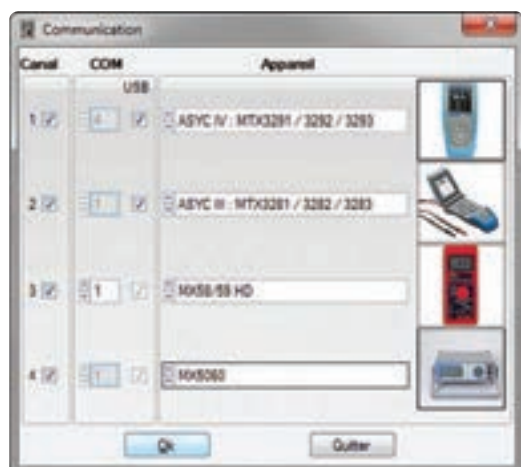 Communication
Canal COM Appareil
USB
1 4 ASYC IV : MTX3291 / 3292 / 3293
2 1 ASYC III : MTX3281 / 3282 / 3283
3 1 MX58/59 HD
4 1 MX5060
Ok Quitter